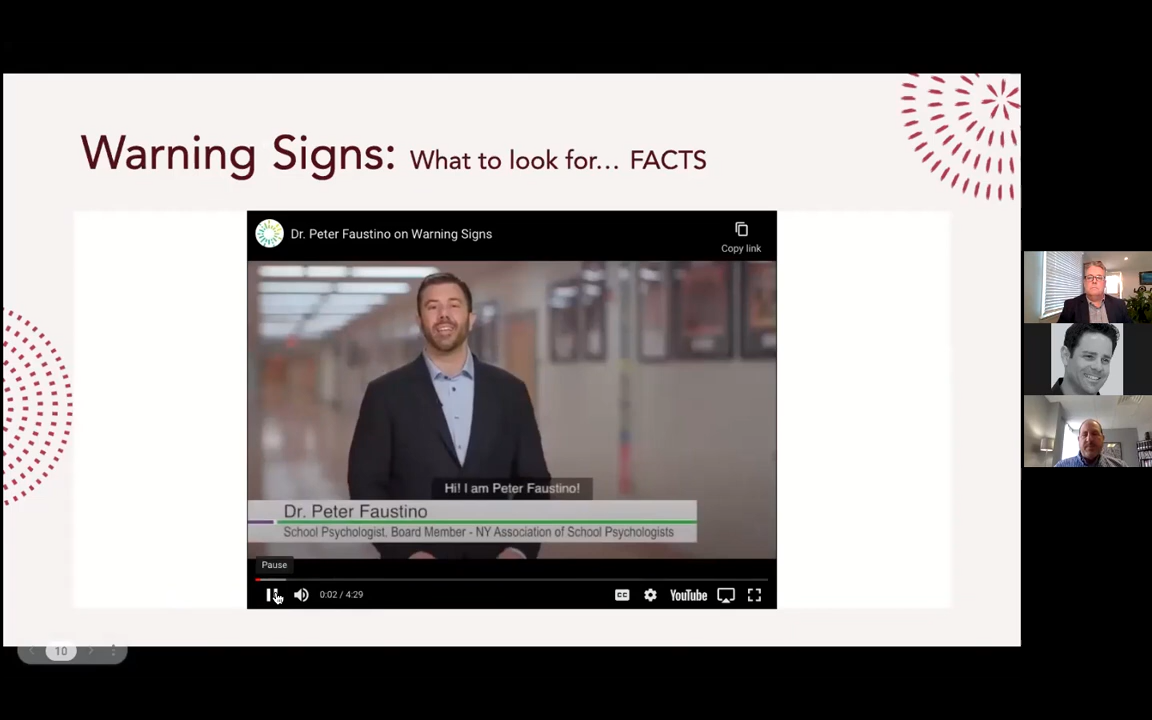 Warning Signs: What to look for... FACTS
Dr. Peter Faustino on Warning Signs
Copy link
Hi! I am Peter Faustino!
Dr. Peter Faustino
School Psychologist, Board Member - NY Association of School Psychologists
Pause
0:02 / 4:29
CC
YouTube
10